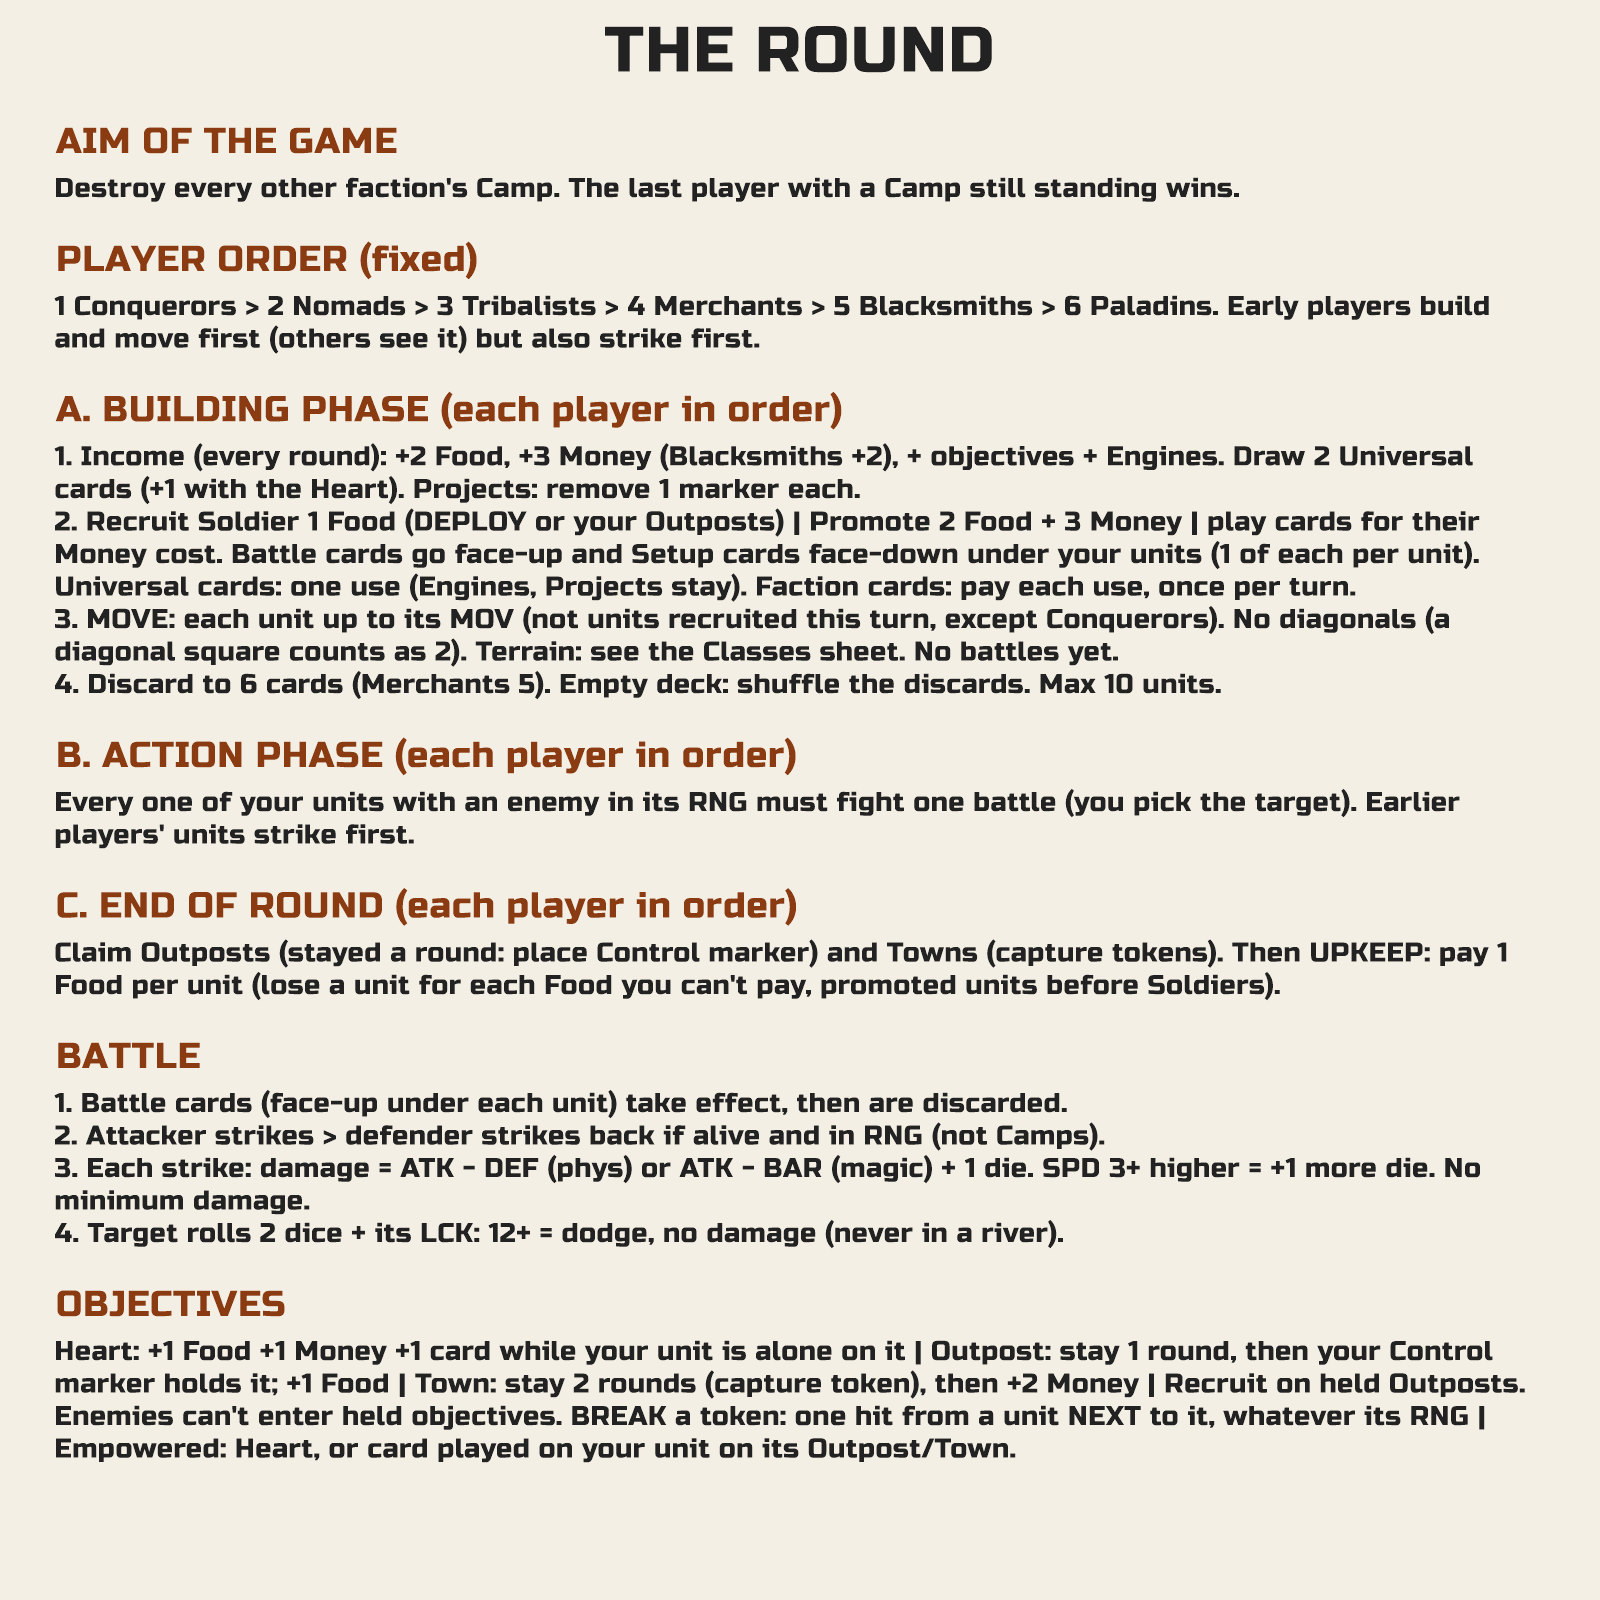 THE ROUND
AIM OF THE GAME
Destroy every other faction's Camp. The last player with a Camp still standing wins.
PLAYER ORDER (fixed)
1 Conquerors > 2 Nomads > 3 Tribalists > 4 Merchants > 5 Blacksmiths > 6 Paladins. Early players build
and move first (others see it) but also strike first.
A. BUILDING PHASE (each player in order)
1. Income (every round): +2 Food, +3 Money (Blacksmiths +2), + objectives + Engines. Draw 2 Universal
cards (+1 with the Heart). Projects: remove 1 marker each.
2. Recruit Soldier 1 Food (DEPLOY or your Outposts) | Promote 2 Food + 3 Money | play cards for their
Money cost. Battle cards go face-up and Setup cards face-down under your units (1 of each per unit).
Universal cards: one use (Engines, Projects stay). Faction cards: pay each use, once per turn.
3. MOVE: each unit up to its MOV (not units recruited this turn, except Conquerors). No diagonals (a
diagonal square counts as 2). Terrain: see the Classes sheet. No battles yet.
4. Discard to 6 cards (Merchants 5). Empty deck: shuffle the discards. Max 10 units.
B. ACTION PHASE (each player in order)
Every one of your units with an enemy in its RNG must fight one battle (you pick the target). Earlier
players' units strike first.
C. END OF ROUND (each player in order)
Claim Outposts (stayed a round: place Control marker) and Towns (capture tokens). Then UPKEEP: pay 1
Food per unit (lose a unit for each Food you can't pay, promoted units before Soldiers).
BATTLE
1. Battle cards (face-up under each unit) take effect, then are discarded.
2. Attacker strikes > defender strikes back if alive and in RNG (not Camps).
3. Each strike: damage = ATK - DEF (phys) or ATK - BAR (magic) + 1 die. SPD 3+ higher = +1 more die. No
minimum damage.
4. Target rolls 2 dice + its LCK: 12+ = dodge, no damage (never in a river).
OBJECTIVES
Heart: +1 Food +1 Money +1 card while your unit is alone on it | Outpost: stay 1 round, then your Control
marker holds it; +1 Food | Town: stay 2 rounds (capture token), then +2 Money | Recruit on held Outposts.
Enemies can't enter held objectives. BREAK a token: one hit from a unit NEXT to it, whatever its RNG |
Empowered: Heart, or card played on your unit on its Outpost/Town.